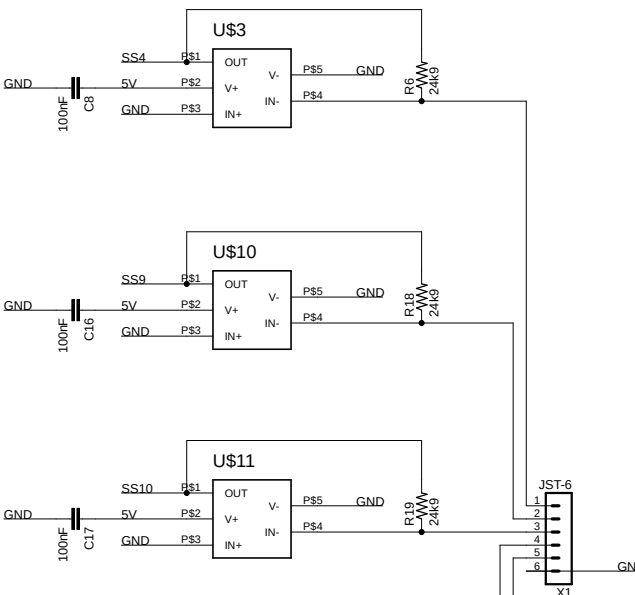 U$3
SS4 P$1 OUT
GND 5V P$2 V+ V- P$5 GND
GND P$3 IN+ IN- P$4
100nF C8
R6 24k9
U$10
SS9 P$1 OUT
GND 5V P$2 V+ V- P$5 GND
GND P$3 IN+ IN- P$4
100nF C16
R18 24k9
U$11
SS10 P$1 OUT
GND 5V P$2 V+ V- P$5 GND
GND P$3 IN+ IN- P$4
100nF C17
R19 24k9
JST-6
1
2
3
4
5
6
GN
X1